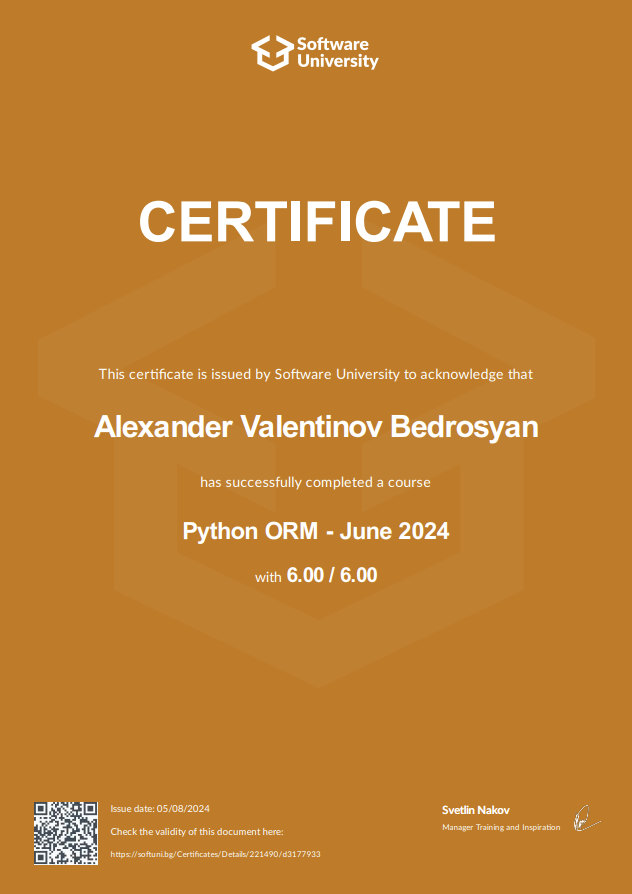 Software
University
CERTIFICATE
This certificate is issued by Software University to acknowledge that
Alexander Valentinov Bedrosyan
has successfully completed a course
Python ORM - June 2024
with 6.00 / 6.00
Issue date: 05/08/2024
Check the validity of this document here:
https://softuni.bg/Certificates/Details/221490/d3177933
Svetlin Nakov
Manager Training and Inspiration